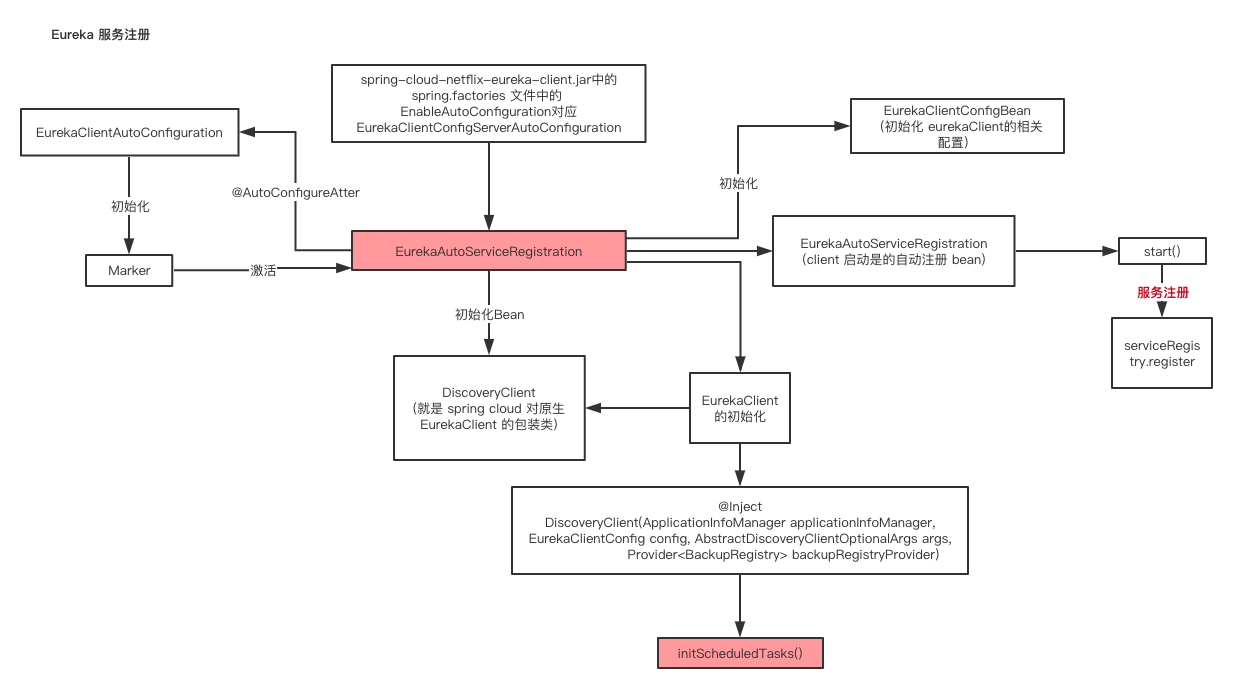 Eureka 服务注册
spring-cloud-netflix-eureka-client.jar中的
spring.factories 文件中的
EnableAutoConfiguration对应
EurekaClientConfigServerAutoConfiguration
EurekaClientAutoConfiguration
EurekaClientConfigBean
(初始化 eurekaClient的相关
配置)
初始化
@AutoConfigureAtter
初始化
EurekaAutoServiceRegistration
EurekaAutoServiceRegistration
(client 启动是的自动注册 bean)
start()
Marker
激活
服务注册
初始化Bean
serviceRegis
try.register
DiscoveryClient
(就是 spring cloud 对原生
EurekaClient 的包装类)
EurekaClient
的初始化
@Inject
DiscoveryClient(ApplicationInfoManager applicationInfoManager,
EurekaClientConfig config, AbstractDiscoveryClientOptionalArgs args,
Provider<BackupRegistry> backupRegistryProvider)
initScheduledTasks()